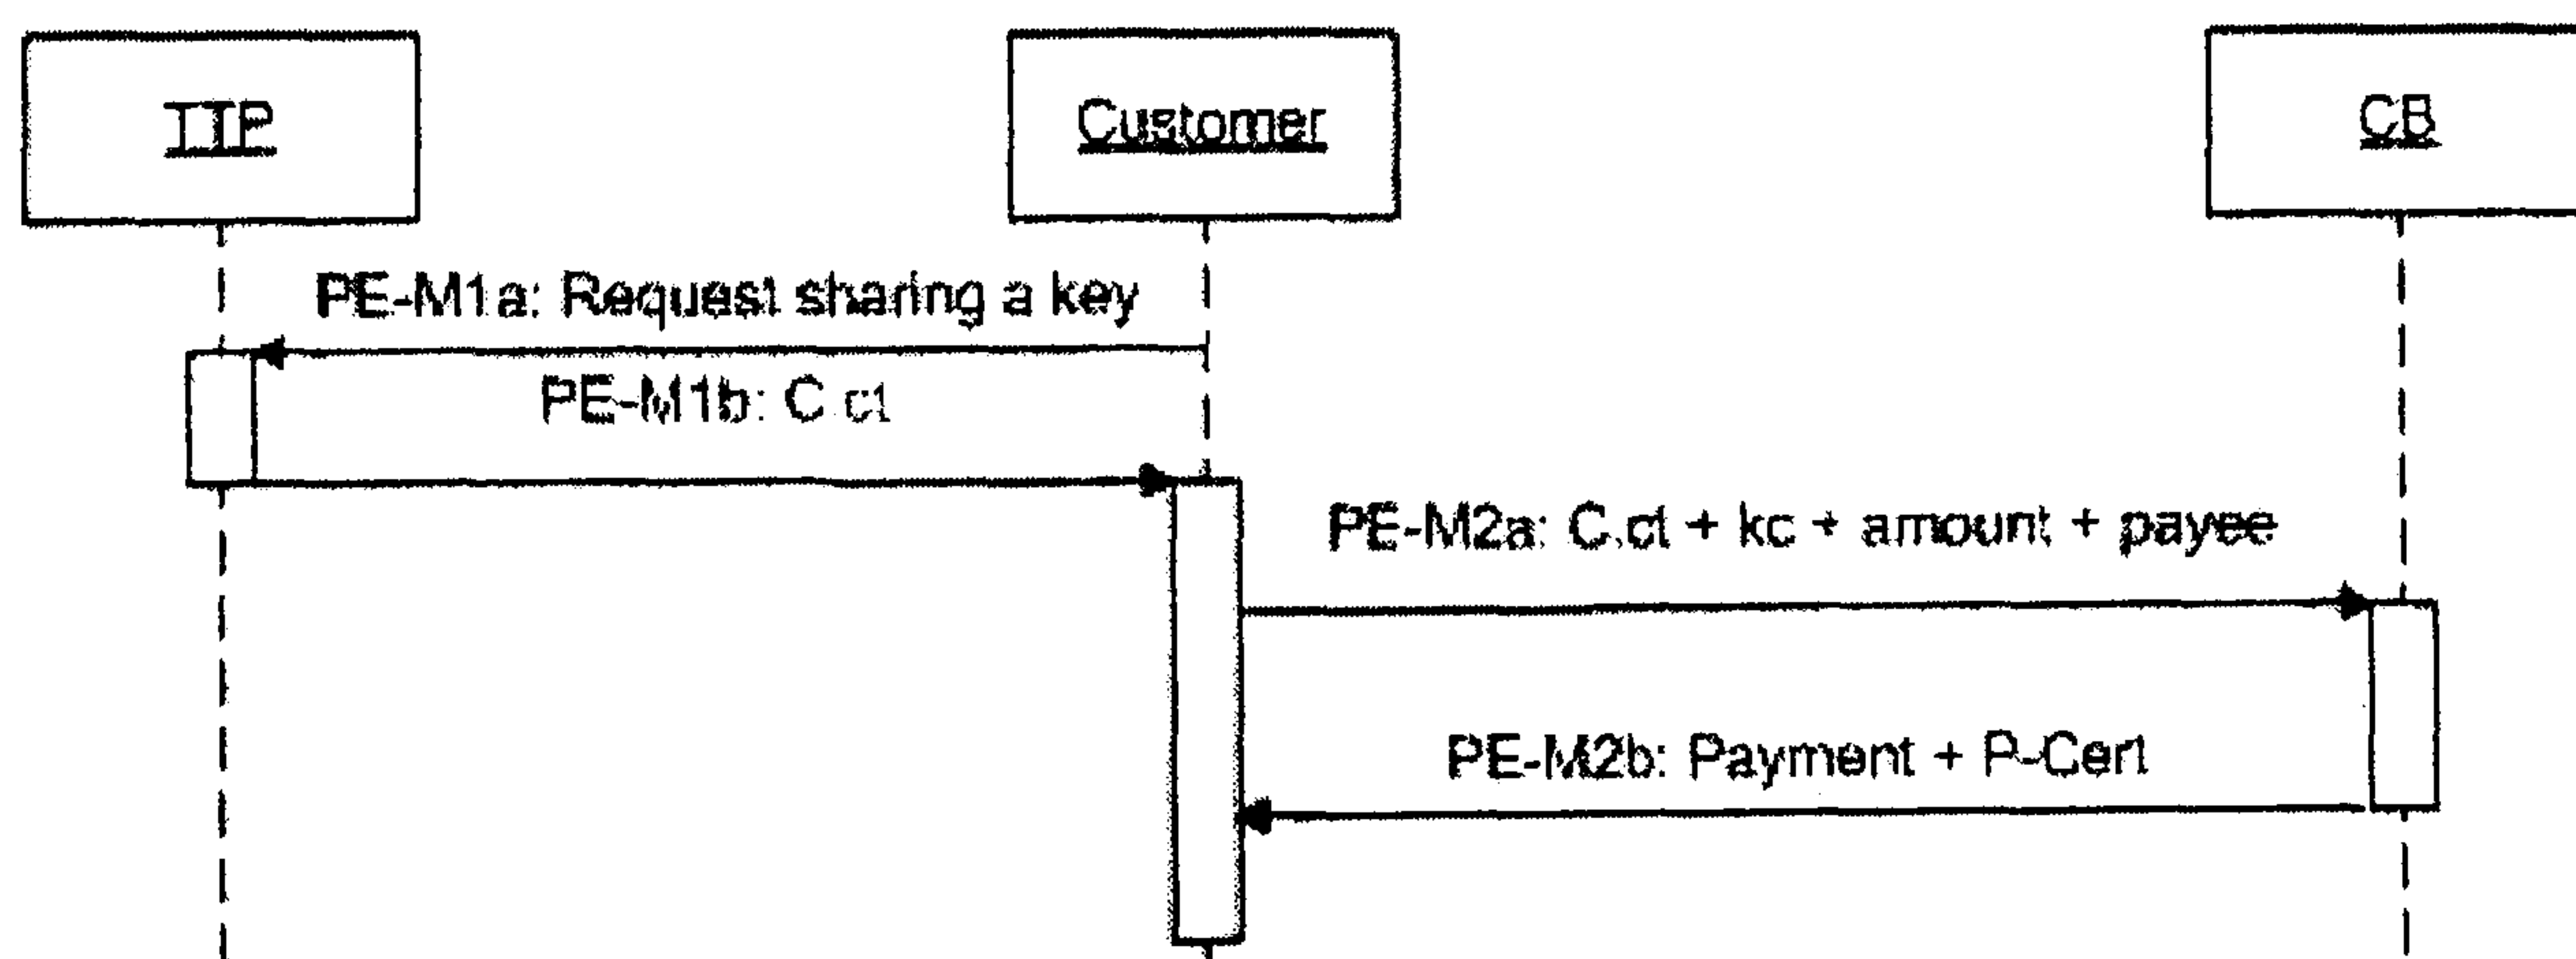 TTP
Customer
CB
PE-M1a: Request sharing a key
PE-M1b: C.ct
PE-M2a: C.ct + kc + amount + payee
PE-M2b: Payment + P-Cert